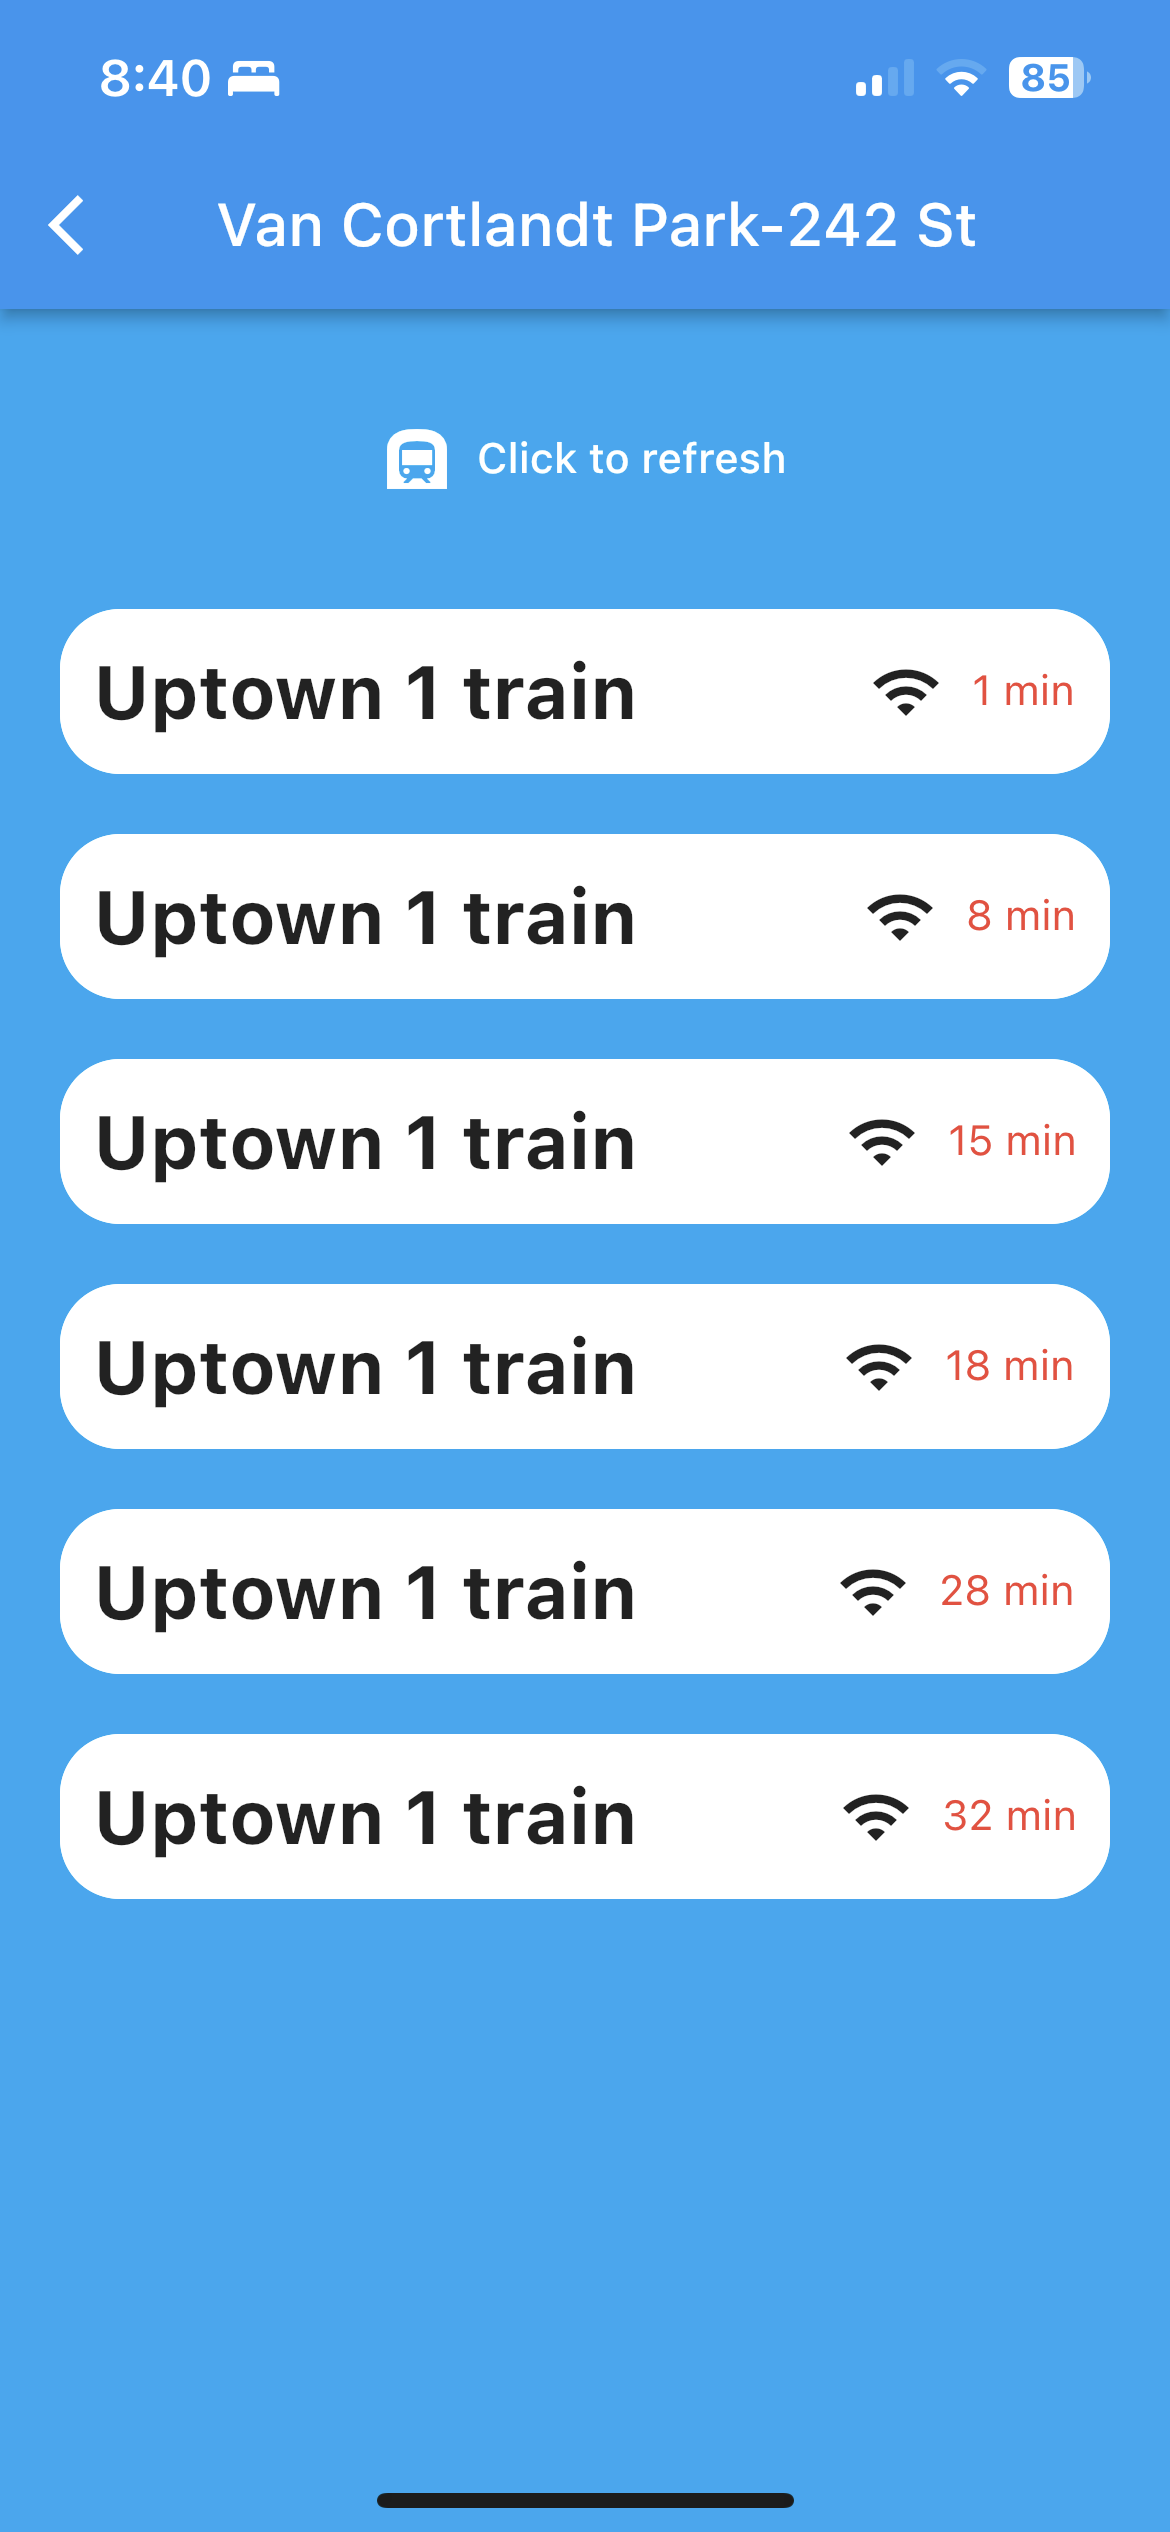 8:40
85
Van Cortlandt Park-242 St
Click to refresh
Uptown 1 train 1 min
Uptown 1 train 8 min
Uptown 1 train 15 min
Uptown 1 train 18 min
Uptown 1 train 28 min
Uptown 1 train 32 min